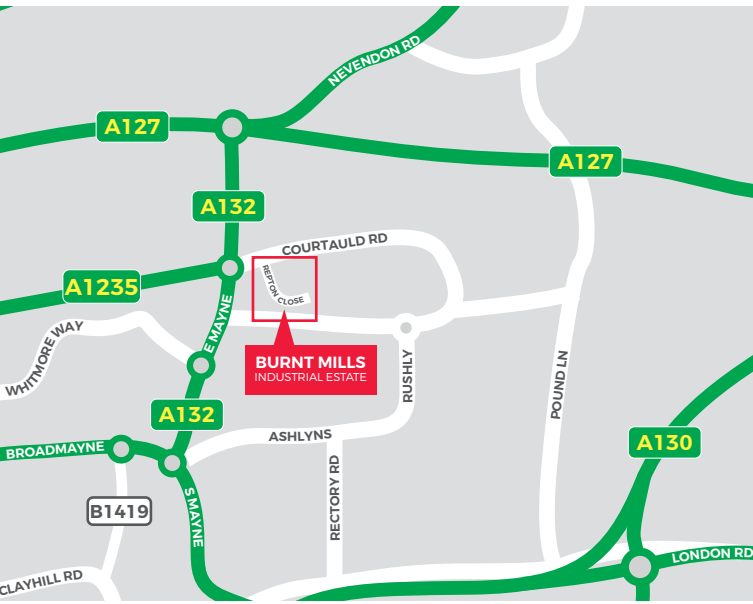 NEVENDON RD
A127
A127
A132
COURTAULD RD
REPTON CLOSE
A1235
E MAYNE
WHITMORE WAY
BURNT MILLS
INDUSTRIAL ESTATE
RUSHLY
POUND LN
A132
ASHLYNS
BROADMAYNE
A130
RECTORY RD
B1419
S MAYNE
LONDON RD
CLAYHILL RD